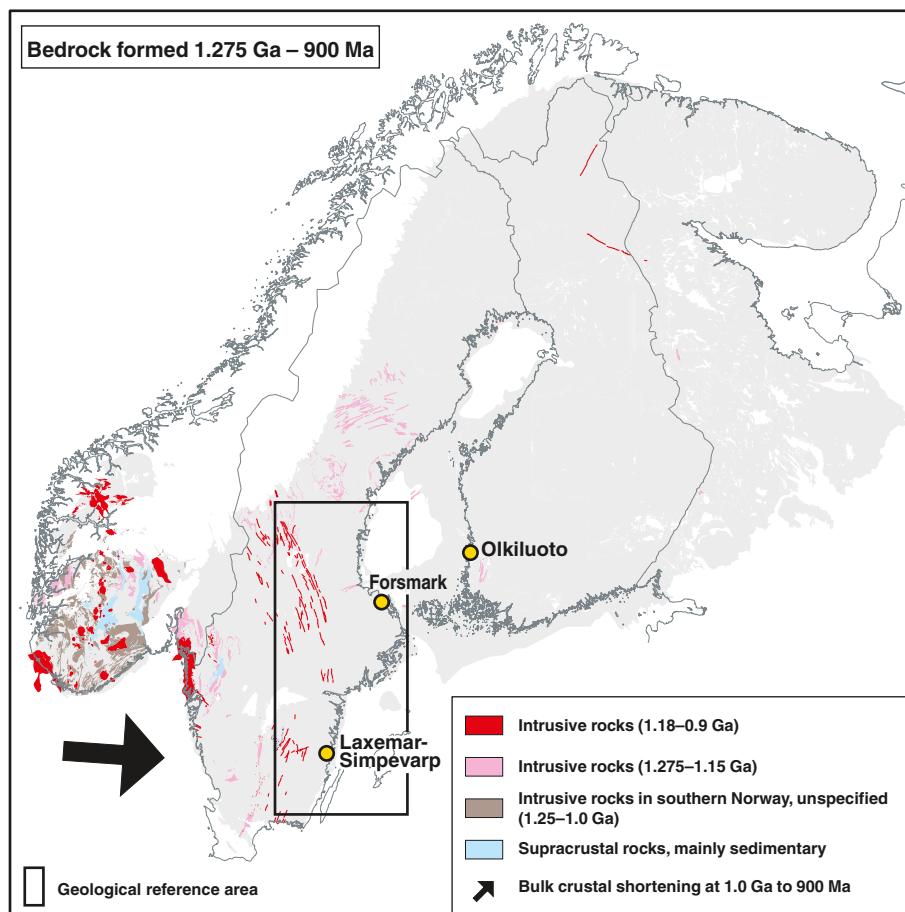 Bedrock formed 1.275 Ga – 900 Ma
Olkiluoto
Forsmark
Laxemar-
Simpevarp
Intrusive rocks (1.18–0.9 Ga)
Intrusive rocks (1.275–1.15 Ga)
Intrusive rocks in southern Norway, unspecified
(1.25–1.0 Ga)
Supracrustal rocks, mainly sedimentary
Bulk crustal shortening at 1.0 Ga to 900 Ma
Geological reference area